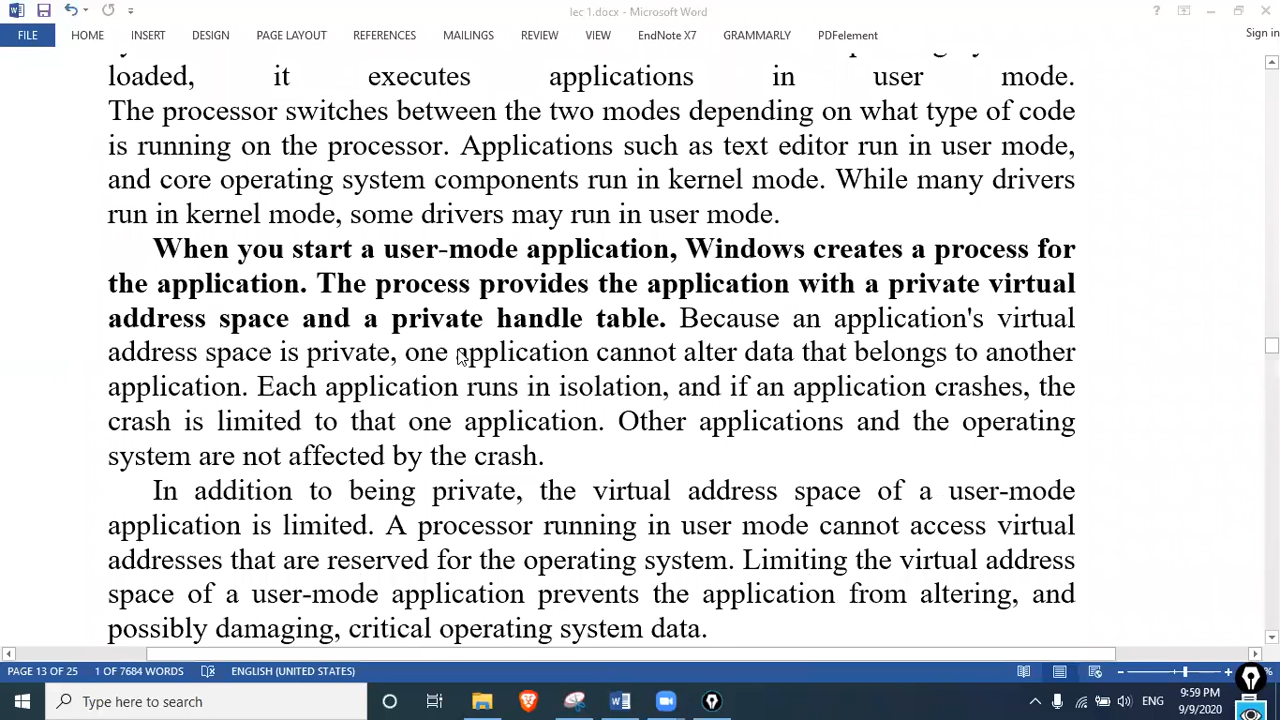 lec 1.docx - Microsoft Word
FILE HOME INSERT DESIGN PAGE LAYOUT REFERENCES MAILINGS REVIEW VIEW EndNote X7 GRAMMARLY PDFelement Sign in
loaded, it executes applications in user mode.
The processor switches between the two modes depending on what type of code
is running on the processor. Applications such as text editor run in user mode,
and core operating system components run in kernel mode. While many drivers
run in kernel mode, some drivers may run in user mode.
When you start a user-mode application, Windows creates a process for
the application. The process provides the application with a private virtual
address space and a private handle table. Because an application's virtual
address space is private, one application cannot alter data that belongs to another
application. Each application runs in isolation, and if an application crashes, the
crash is limited to that one application. Other applications and the operating
system are not affected by the crash.
In addition to being private, the virtual address space of a user-mode
application is limited. A processor running in user mode cannot access virtual
addresses that are reserved for the operating system. Limiting the virtual address
space of a user-mode application prevents the application from altering, and
possibly damaging, critical operating system data.
PAGE 13 OF 25 1 OF 7684 WORDS ENGLISH (UNITED STATES)
Type here to search ENG 9:59 PM
9/9/2020